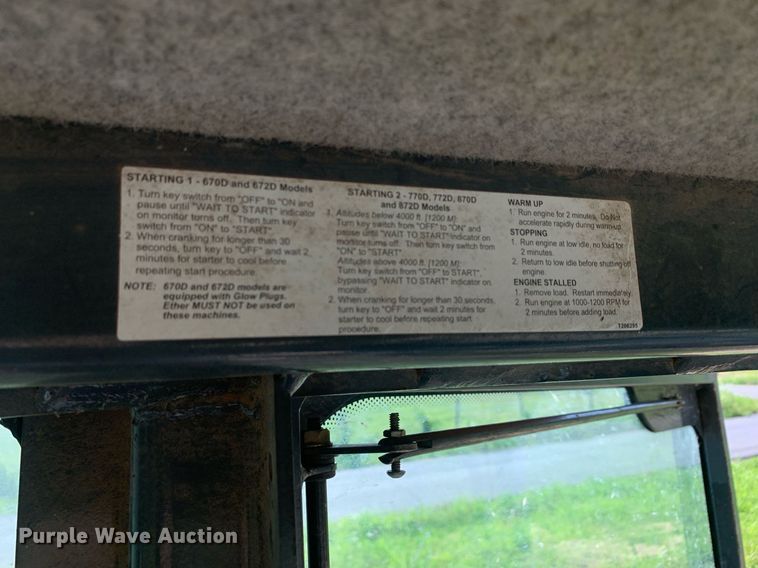 STARTING 1 - 670D and 672D Models
1. Turn key switch from "OFF" to "ON" and
pause until "WAIT TO START" indicator
on monitor turns off. Then turn key
switch from "ON" to "START"
2. When cranking for longer than 30
seconds, turn key to "OFF" and wait 2
minutes for starter to cool before
repeating start procedure.
NOTE: 670D and 672D models are
equipped with Glow Plugs.
Ether MUST NOT be used on
these machines.
STARTING 2 - 770D, 772D, 870D
and 872D Models
1. Altitudes below 4000 ft. [1200 M]:
Turn key switch from "OFF" to "ON" and
pause until "WAIT TO START" indicator on
monitor turns off. Then turn key switch from
"ON" to "START"
Altitudes above 4000 ft. [1200 M]:
Turn key switch from "OFF" to "START",
bypassing "WAIT TO START" indicator on
monitor.
2. When cranking for longer than 30 seconds,
turn key to "OFF" and wait 2 minutes for
starter to cool before repeating start
procedure.
WARM UP
1. Run engine for 2 minutes. Do Not
accelerate rapidly during warm-up
STOPPING
1. Run engine at low idle, no load for
2 minutes.
2. Return to low idle before shutting off
engine.
ENGINE STALLED
1. Remove load. Restart immediately.
2. Run engine at 1000-1200 RPM for
2 minutes before adding load.
Purple Wave Auction